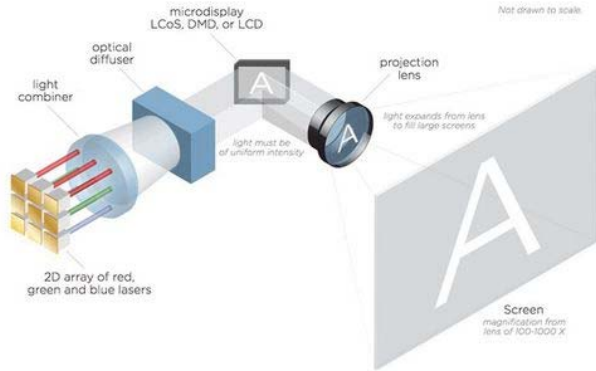 Not drawn to scale.
microdisplay
LCoS, DMD, or LCD
optical
diffuser
projection
lens
light
combiner
A
A
light expands from lens
to fill large screens
light must be
of uniform intensity
A
2D array of red,
green and blue lasers
Screen
magnification from
lens of 100-1000 X